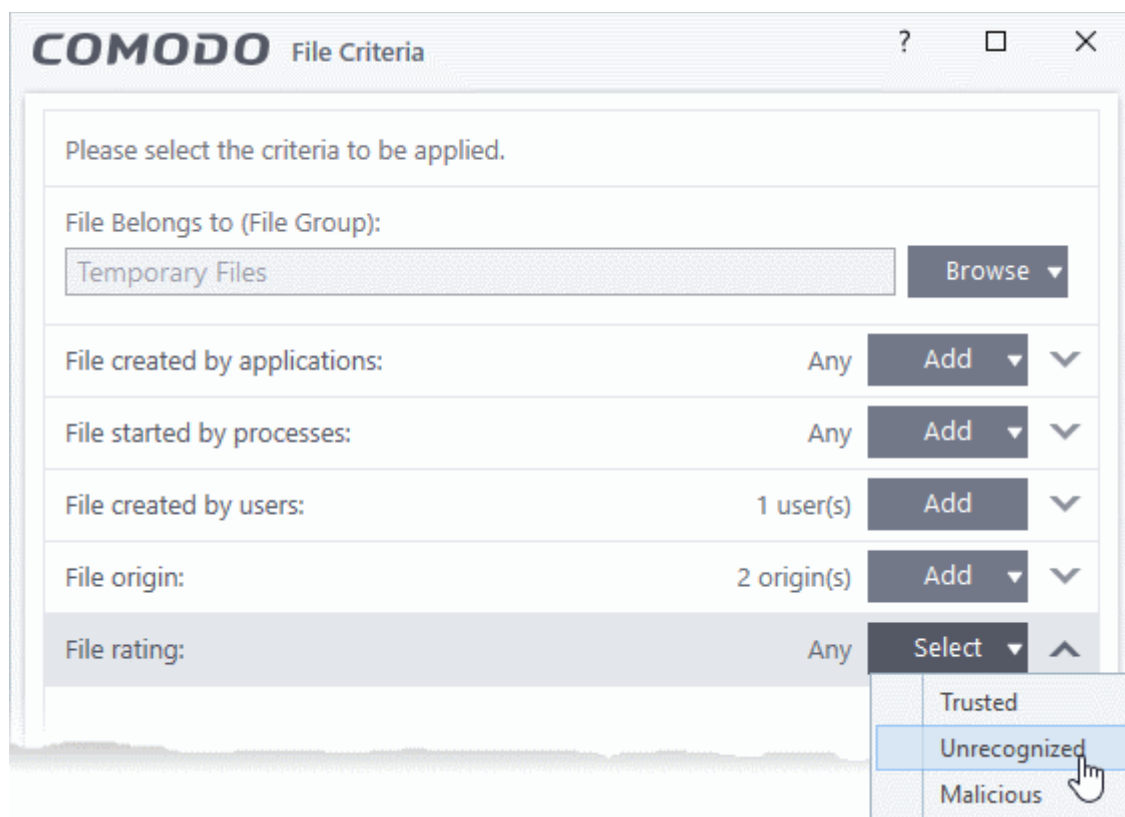 COMODO File Criteria ?
Please select the criteria to be applied.
File Belongs to (File Group):
Temporary Files Browse
File created by applications: Any Add
File started by processes: Any Add
File created by users: 1 user(s) Add
File origin: 2 origin(s) Add
File rating: Any Select
Trusted
Unrecognized
Malicious